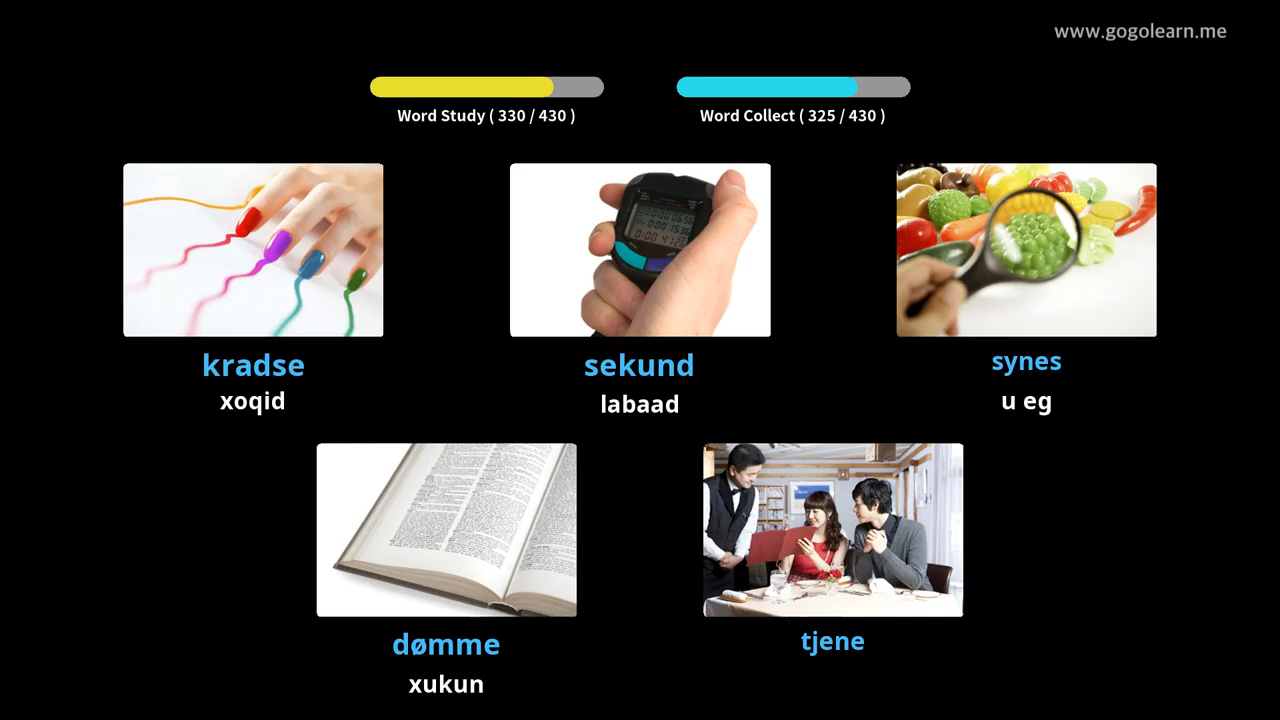 www.gogolearn.me
Word Study ( 330 / 430 )
Word Collect ( 325 / 430 )
kradse
xoqid
sekund
labaad
synes
u eg
dømme
xukun
tjene